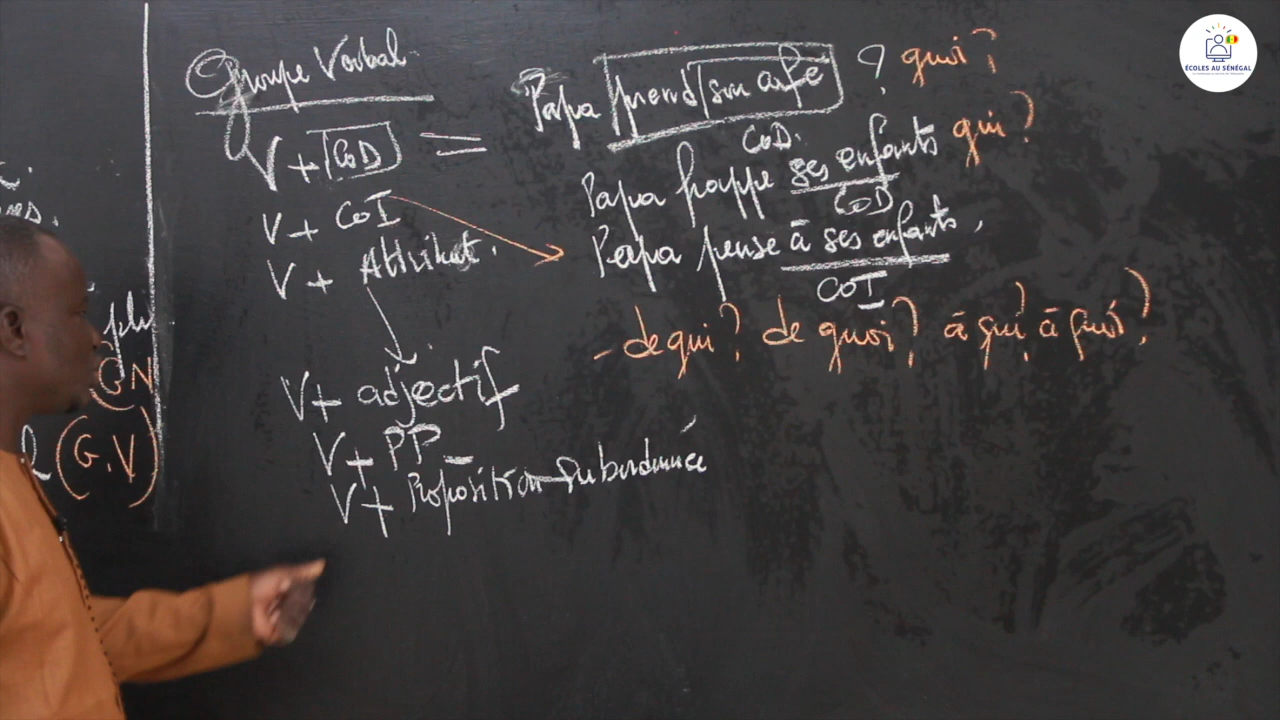 Groupe Verbal.
V + COD =
V + COI
V + Attribut.
V + adjectif
V + PP
V + Proposition Subordonnée
Papa prend son café ? quoi ?
COD.
Papa frappe ses enfants qui ?
COD
Papa pense à ses enfants.
COI
- de qui ? de quoi ? à qui ? à quoi ?
GN
(G.V)
ÉCOLES AU SÉNÉGAL